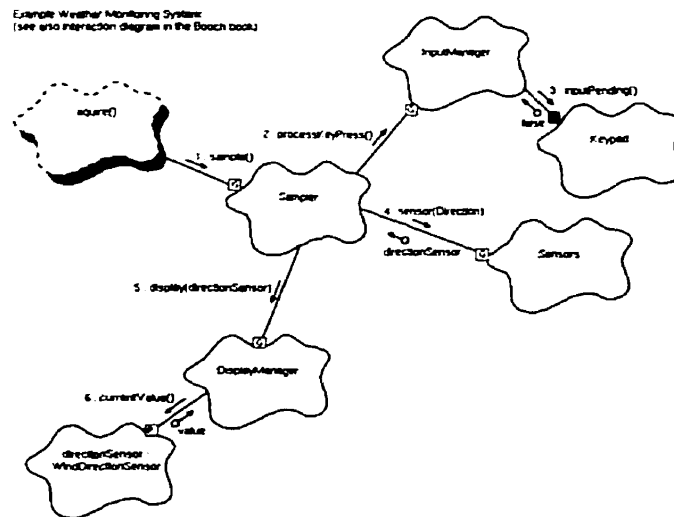 Example Weather Monitoring System:
(see also interaction diagram in the Booch book)
InputManager
aquire()
3 : inputPending()
false
Keypad
2 : processKeyPress()
1 : sample()
Sampler
4 : sensor(Direction)
directionSensor
Sensors
5 : display(directionSensor)
DisplayManager
6 : currentValue()
value
directionSensor :
WindDirectionSensor